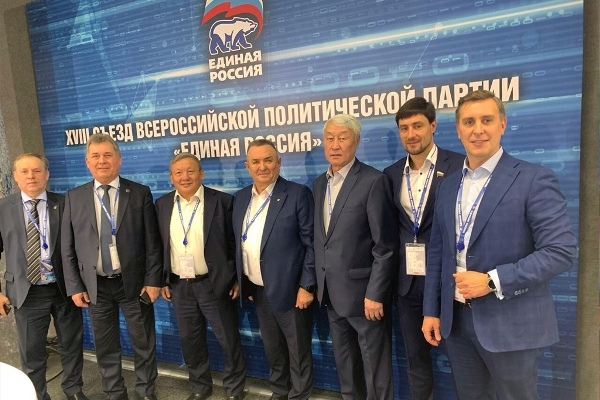 ЕДИНАЯ
РОССИЯ
XVIII СЪЕЗД ВСЕРОССИЙСКОЙ ПОЛИТИЧЕСКОЙ ПАРТИИ
«ЕДИНАЯ РОССИЯ»